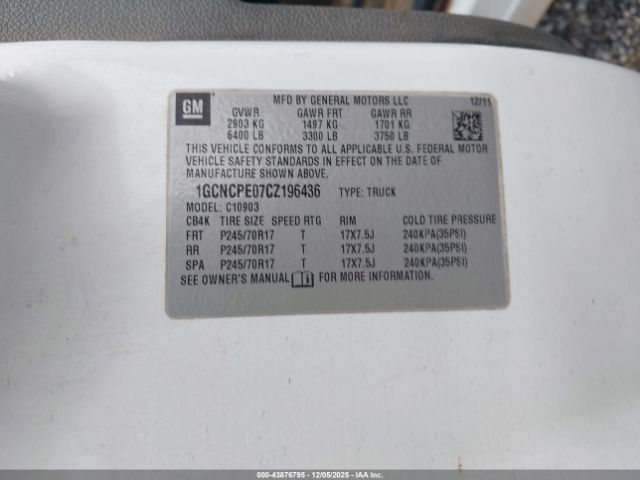 GM
MFD BY GENERAL MOTORS LLC 12/11
GVWR GAWR FRT GAWR RR
2903 KG 1497 KG 1701 KG
6400 LB 3300 LB 3750 LB
THIS VEHICLE CONFORMS TO ALL APPLICABLE U.S. FEDERAL MOTOR
VEHICLE SAFETY STANDARDS IN EFFECT ON THE DATE OF
MANUFACTURE SHOWN ABOVE.
1GCNCPE07CZ196436 TYPE: TRUCK
MODEL: C10903
CB4K TIRE SIZE SPEED RTG RIM COLD TIRE PRESSURE
FRT P245/70R17 T 17X7.5J 240KPA(35PSI)
RR P245/70R17 T 17X7.5J 240KPA(35PSI)
SPA P245/70R17 T 17X7.5J 240KPA(35PSI)
SEE OWNER'S MANUAL FOR MORE INFORMATION.
© IAA 2025 - 00-43876795 - 12/05/2025 - © IAA 2025